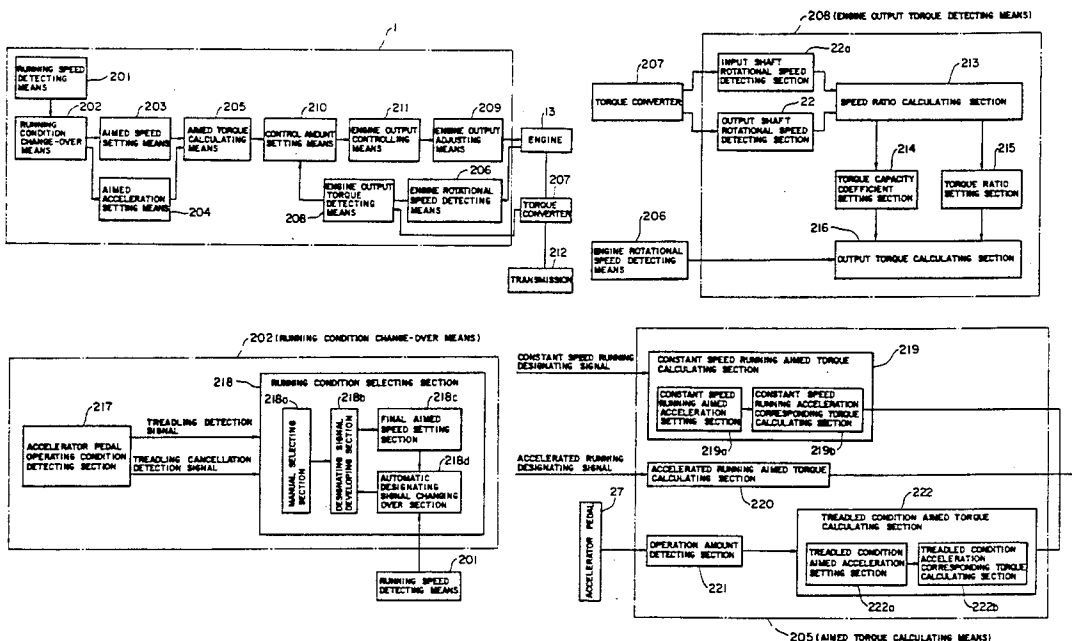 1
RUNNING SPEED
DETECTING
MEANS
201
202
RUNNING
CONDITION
CHANGE-OVER
MEANS
203
AIMED SPEED
SETTING MEANS
205
AIMED TORQUE
CALCULATING
MEANS
210
CONTROL AMOUNT
SETTING MEANS
211
ENGINE OUTPUT
CONTROLLING
MEANS
209
ENGINE OUTPUT
ADJUSTING MEANS
13
ENGINE
AIMED
ACCELERATION
SETTING MEANS
204
ENGINE OUTPUT
TORQUE
DETECTING
MEANS
208
206
ENGINE ROTATIONAL
SPEED DETECTING
MEANS
207
TORQUE
CONVERTER
212
TRANSMISSION
208 (ENGINE OUTPUT TORQUE DETECTING MEANS)
207
TORQUE CONVERTER
22a
INPUT SHAFT
ROTATIONAL SPEED
DETECTING SECTION
22
OUTPUT SHAFT
ROTATIONAL SPEED
DETECTING SECTION
213
SPEED RATIO CALCULATING SECTION
214
TORQUE CAPACITY
COEFFICIENT
SETTING SECTION
215
TORQUE RATIO
SETTING SECTION
206
ENGINE ROTATIONAL
SPEED DETECTING
MEANS
216
OUTPUT TORQUE CALCULATING SECTION
202 (RUNNING CONDITION CHANGE-OVER MEANS)
217
ACCELERATOR PEDAL
OPERATING CONDITION
DETECTING SECTION
TREADLING DETECTION
SIGNAL
TREADLING CANCELLATION
DETECTION SIGNAL
218
RUNNING CONDITION SELECTING SECTION
218a
MANUAL SELECTING
SECTION
218b
DESIGNATING SIGNAL
DEVELOPING SECTION
218c
FINAL AIMED
SPEED SETTING
SECTION
218d
AUTOMATIC DESIGNATING
SIGNAL CHANGING
OVER SECTION
201
RUNNING SPEED
DETECTING MEANS
CONSTANT SPEED RUNNING
DESIGNATING SIGNAL
219
CONSTANT SPEED RUNNING AIMED TORQUE
CALCULATING SECTION
CONSTANT SPEED
RUNNING AIMED
ACCELERATION
SETTING SECTION
219a
CONSTANT SPEED
RUNNING ACCELERATION
CORRESPONDING TORQUE
CALCULATING SECTION
219b
ACCELERATED RUNNING
DESIGNATING SIGNAL
ACCELERATED RUNNING AIMED TORQUE
CALCULATING SECTION
220
27
ACCELERATOR PEDAL
OPERATION AMOUNT
DETECTING SECTION
221
222
TREADLED CONDITION AIMED TORQUE
CALCULATING SECTION
TREADLED CONDITION
AIMED ACCELERATION
SETTING SECTION
222a
TREADLED CONDITION
ACCELERATION
CORRESPONDING TORQUE
CALCULATING SECTION
222b
205 (AIMED TORQUE CALCULATING MEANS)